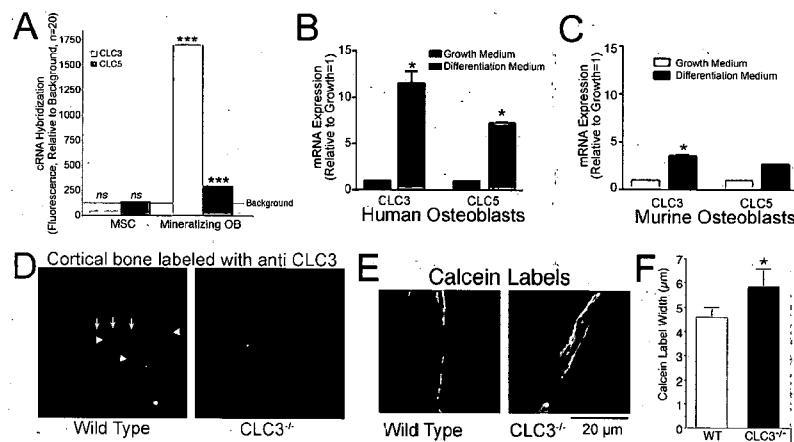 A
cRNA Hybridization
(Fluorescence, Relative to Background, n=20)
CLC3
CLC5
1750
1500
1250
1000
750
500
250
0
ns
ns
***
***
Background
MSC
Mineralizing OB
B
mRNA Expression
(Relative to Growth=1)
15
10
5
0
Growth Medium
Differentiation Medium
*
*
CLC3
CLC5
Human Osteoblasts
C
mRNA Expression
(Relative to Growth=1)
15
10
5
0
Growth Medium
Differentiation Medium
*
CLC3
CLC5
Murine Osteoblasts
D
Cortical bone labeled with anti CLC3
Wild Type
CLC3-/-
E
Calcein Labels
Wild Type
CLC3-/-
20 µm
F
Calcein Label Width (µm)
7
6
5
4
3
2
1
0
*
WT
CLC3-/-